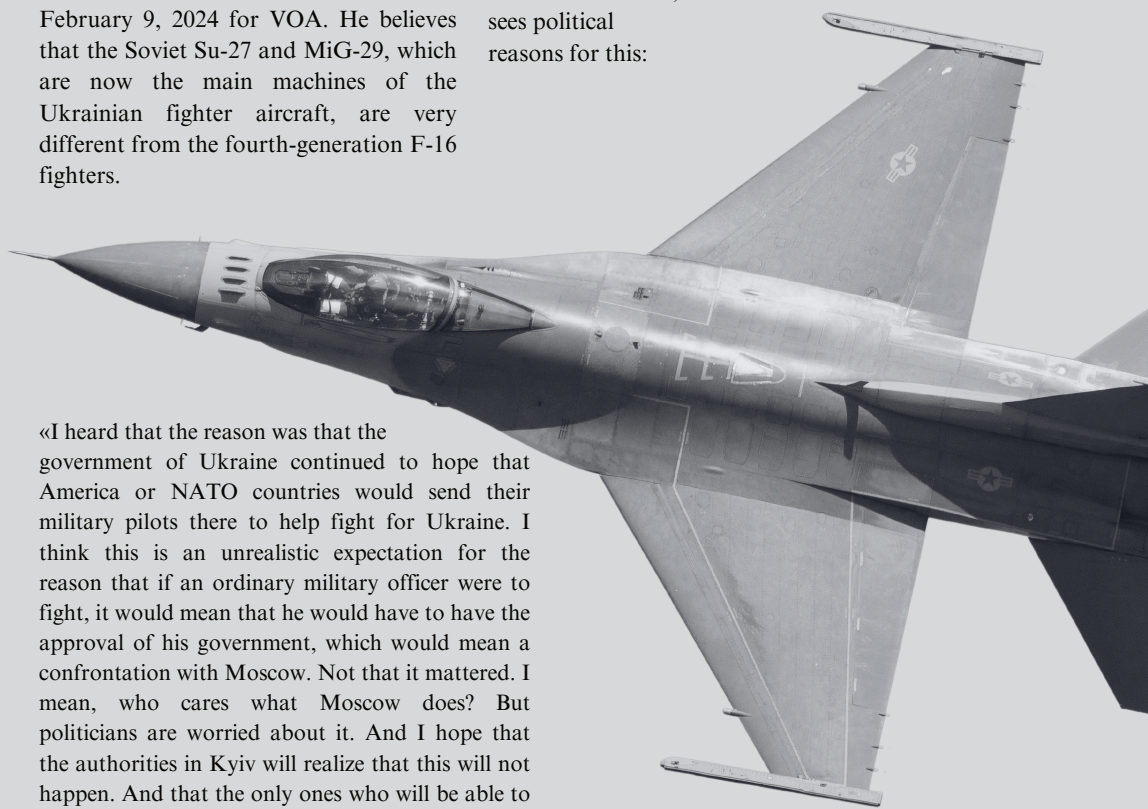 February 9, 2024 for VOA. He believes
that the Soviet Su-27 and MiG-29, which
are now the main machines of the
Ukrainian fighter aircraft, are very
different from the fourth-generation F-16
fighters.
sees political
reasons for this:
«I heard that the reason was that the
government of Ukraine continued to hope that
America or NATO countries would send their
military pilots there to help fight for Ukraine. I
think this is an unrealistic expectation for the
reason that if an ordinary military officer were to
fight, it would mean that he would have to have the
approval of his government, which would mean a
confrontation with Moscow. Not that it mattered. I
mean, who cares what Moscow does? But
politicians are worried about it. And I hope that
the authorities in Kyiv will realize that this will not
happen. And that the only ones who will be able to